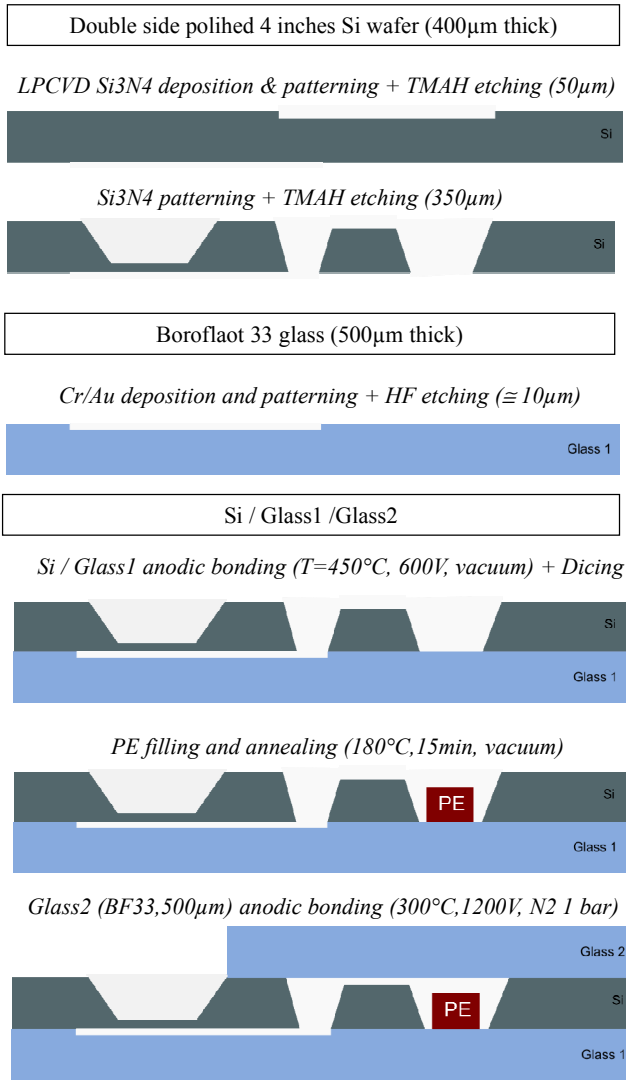 Double side polihed 4 inches Si wafer (400µm thick)
LPCVD Si3N4 deposition & patterning + TMAH etching (50µm)
Si
Si3N4 patterning + TMAH etching (350µm)
Si
Boroflaot 33 glass (500µm thick)
Cr/Au deposition and patterning + HF etching (≅ 10µm)
Glass 1
Si / Glass1 /Glass2
Si / Glass1 anodic bonding (T=450°C, 600V, vacuum) + Dicing
Si
Glass 1
PE filling and annealing (180°C,15min, vacuum)
Si
PE
Glass 1
Glass2 (BF33,500µm) anodic bonding (300°C,1200V, N2 1 bar)
Glass 2
Si
PE
Glass 1